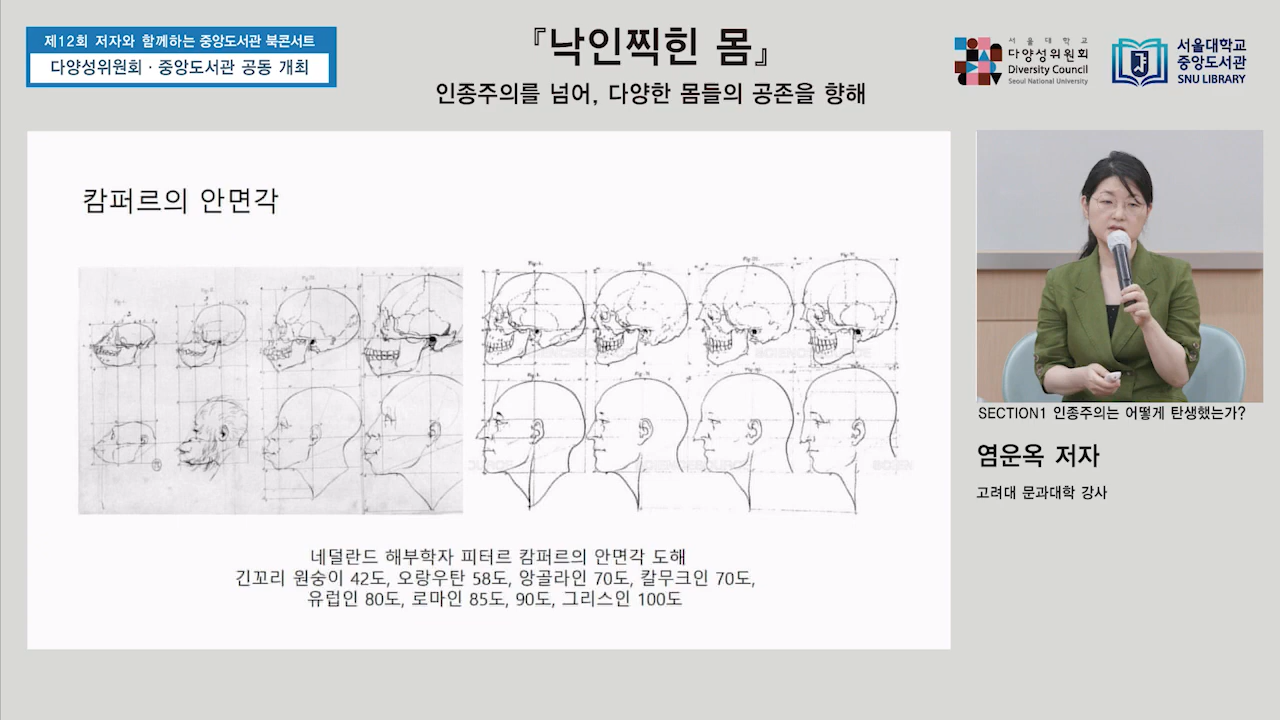 제12회 저자와 함께하는 중앙도서관 북콘서트
다양성위원회 · 중앙도서관 공동 개최
『낙인찍힌 몸』
인종주의를 넘어, 다양한 몸들의 공존을 향해
서울대학교
다양성위원회
Diversity Council
Seoul National University
서울대학교
중앙도서관
SNU LIBRARY
캄퍼르의 안면각
네덜란드 해부학자 피터르 캄퍼르의 안면각 도해
긴꼬리 원숭이 42도, 오랑우탄 58도, 앙골라인 70도, 칼무크인 70도,
유럽인 80도, 로마인 85도, 90도, 그리스인 100도
SECTION1 인종주의는 어떻게 탄생했는가?
염운옥 저자
고려대 문과대학 강사